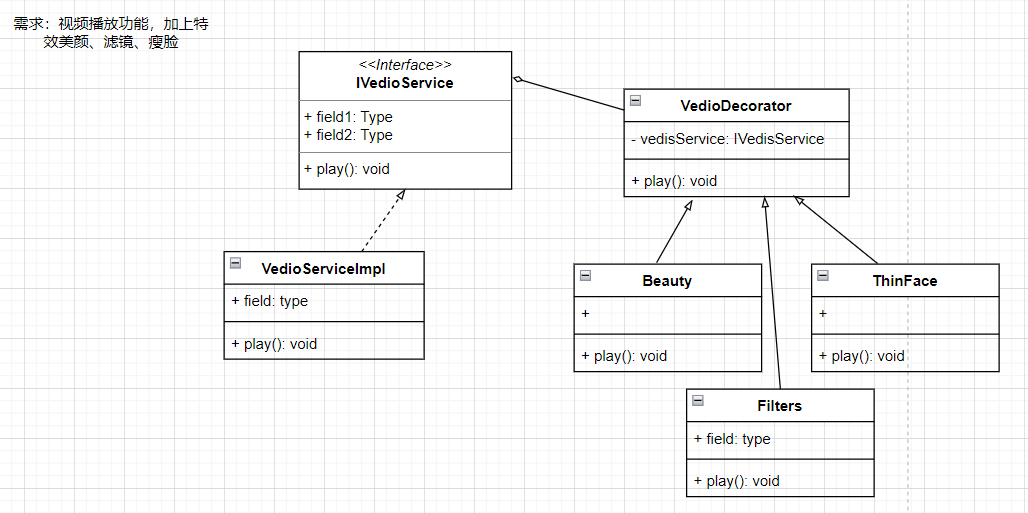 需求：视频播放功能，加上特
效美颜、滤镜、瘦脸
<<Interface>>
IVedioService
+ field1: Type
+ field2: Type
+ play(): void
VedioDecorator
- vedisService: IVedisService
+ play(): void
VedioServiceImpl
+ field: type
+ play(): void
Beauty
+
+ play(): void
ThinFace
+
+ play(): void
Filters
+ field: type
+ play(): void